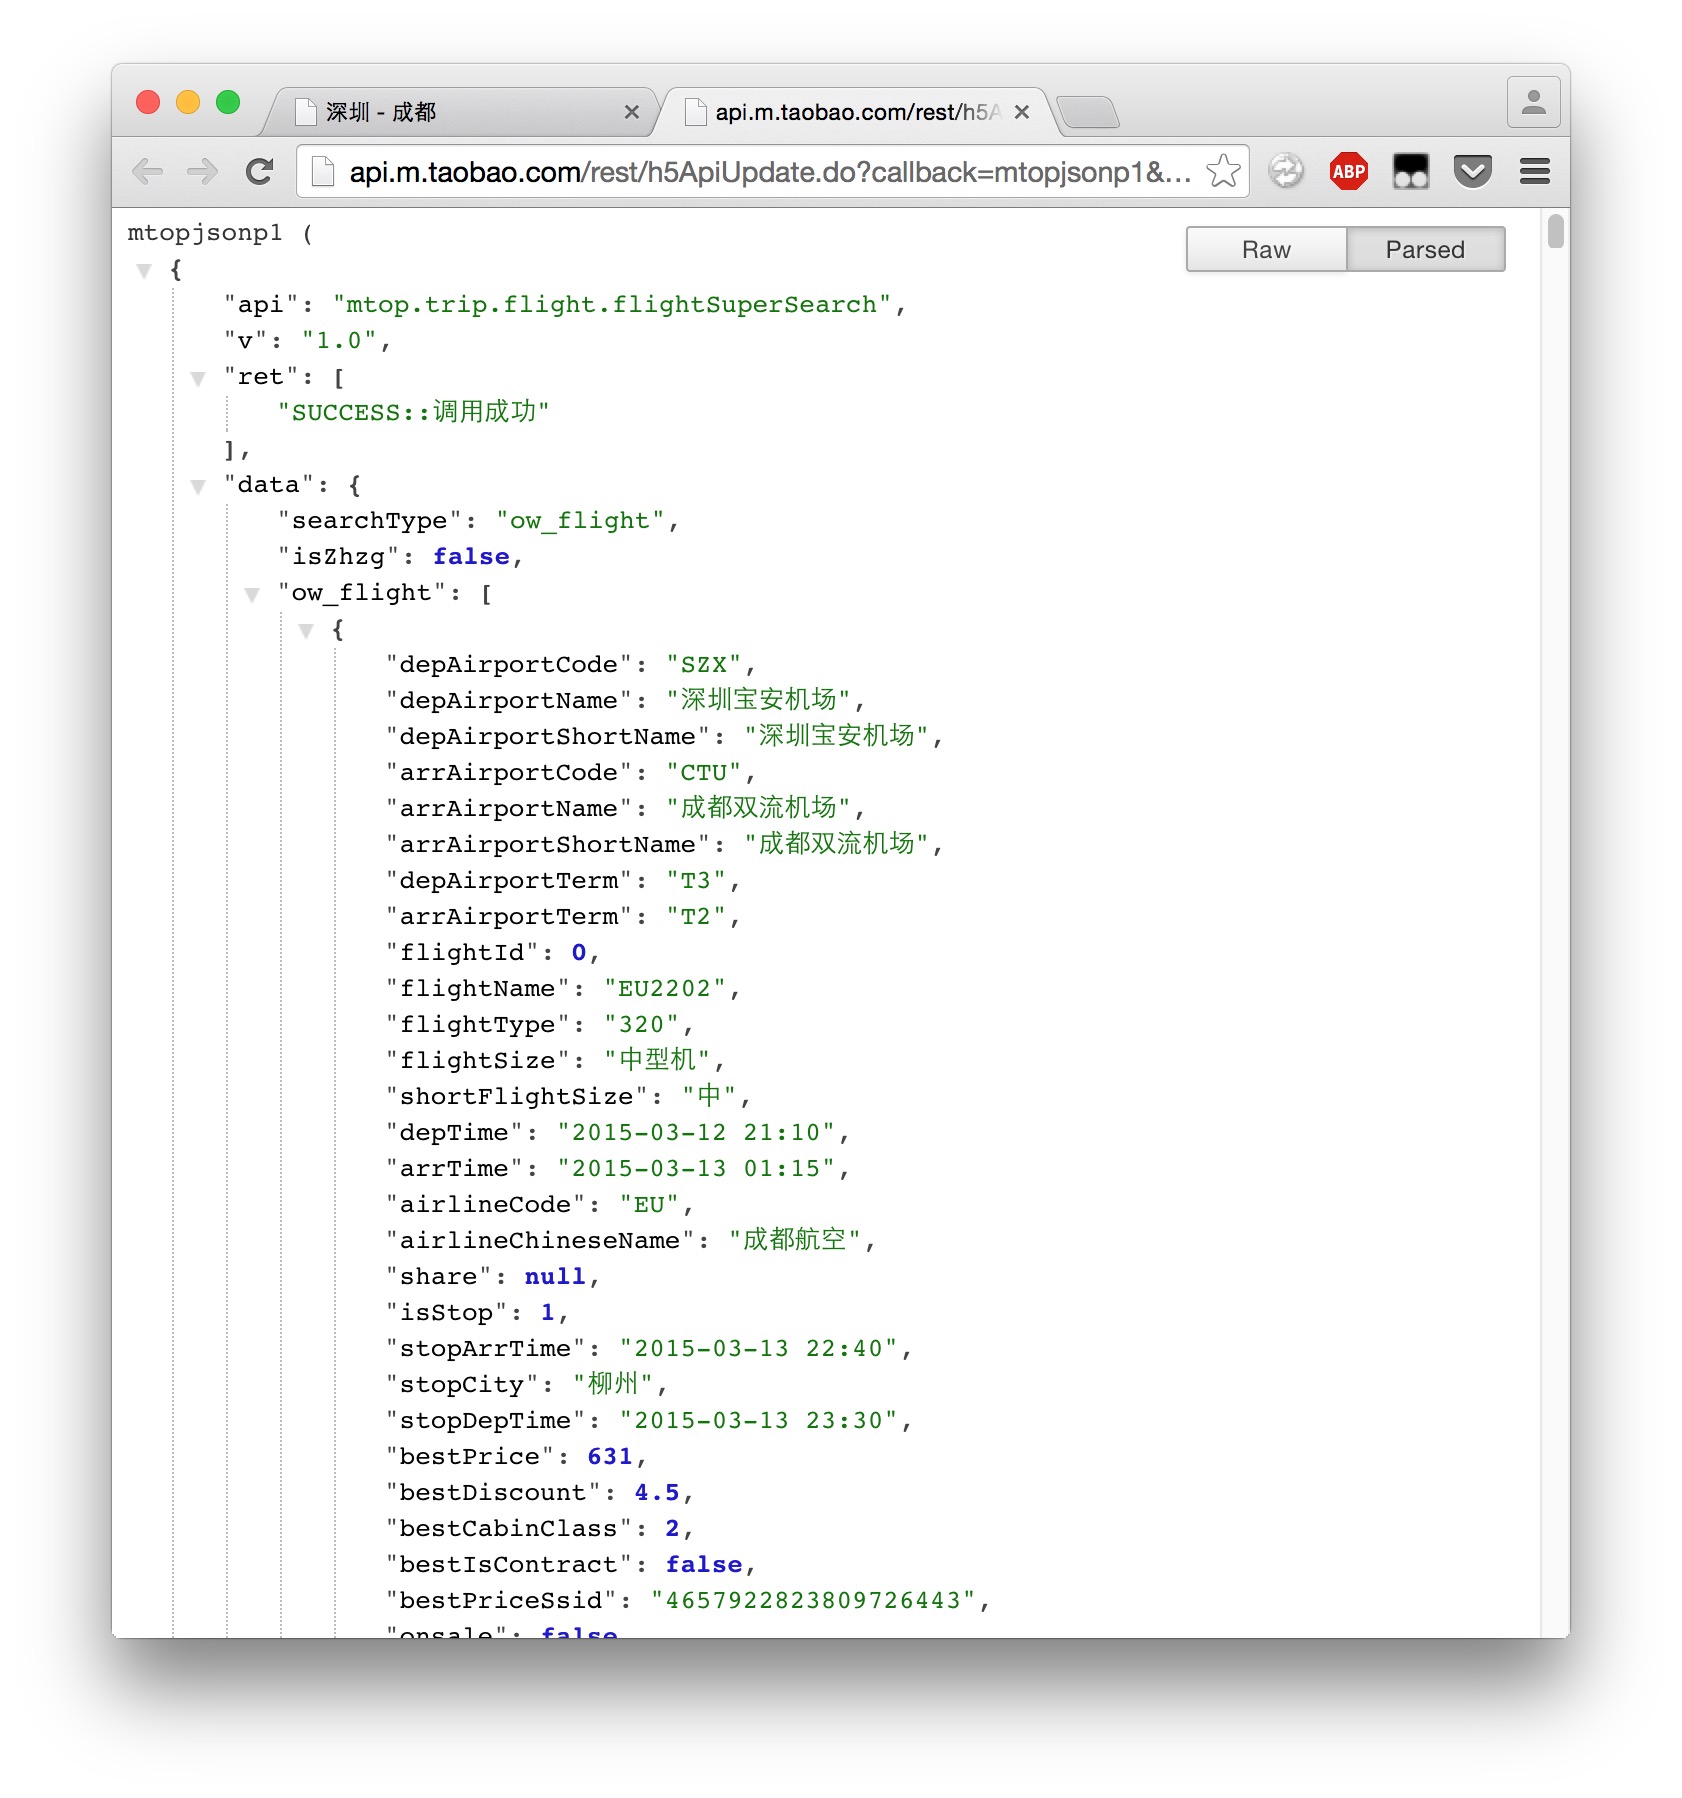 深圳 - 成都
api.m.taobao.com/rest/h5A
api.m.taobao.com/rest/h5ApiUpdate.do?callback=mtopjsonp1&...
ABP
Raw
Parsed
mtopjsonp1 (
{
"api": "mtop.trip.flight.flightSuperSearch",
"v": "1.0",
"ret": [
"SUCCESS::调用成功"
],
"data": {
"searchType": "ow_flight",
"isZhzg": false,
"ow_flight": [
{
"depAirportCode": "SZX",
"depAirportName": "深圳宝安机场",
"depAirportShortName": "深圳宝安机场",
"arrAirportCode": "CTU",
"arrAirportName": "成都双流机场",
"arrAirportShortName": "成都双流机场",
"depAirportTerm": "T3",
"arrAirportTerm": "T2",
"flightId": 0,
"flightName": "EU2202",
"flightType": "320",
"flightSize": "中型机",
"shortFlightSize": "中",
"depTime": "2015-03-12 21:10",
"arrTime": "2015-03-13 01:15",
"airlineCode": "EU",
"airlineChineseName": "成都航空",
"share": null,
"isStop": 1,
"stopArrTime": "2015-03-13 22:40",
"stopCity": "柳州",
"stopDepTime": "2015-03-13 23:30",
"bestPrice": 631,
"bestDiscount": 4.5,
"bestCabinClass": 2,
"bestIsContract": false,
"bestPriceSsid": "4657922823809726443",
"onsale": false